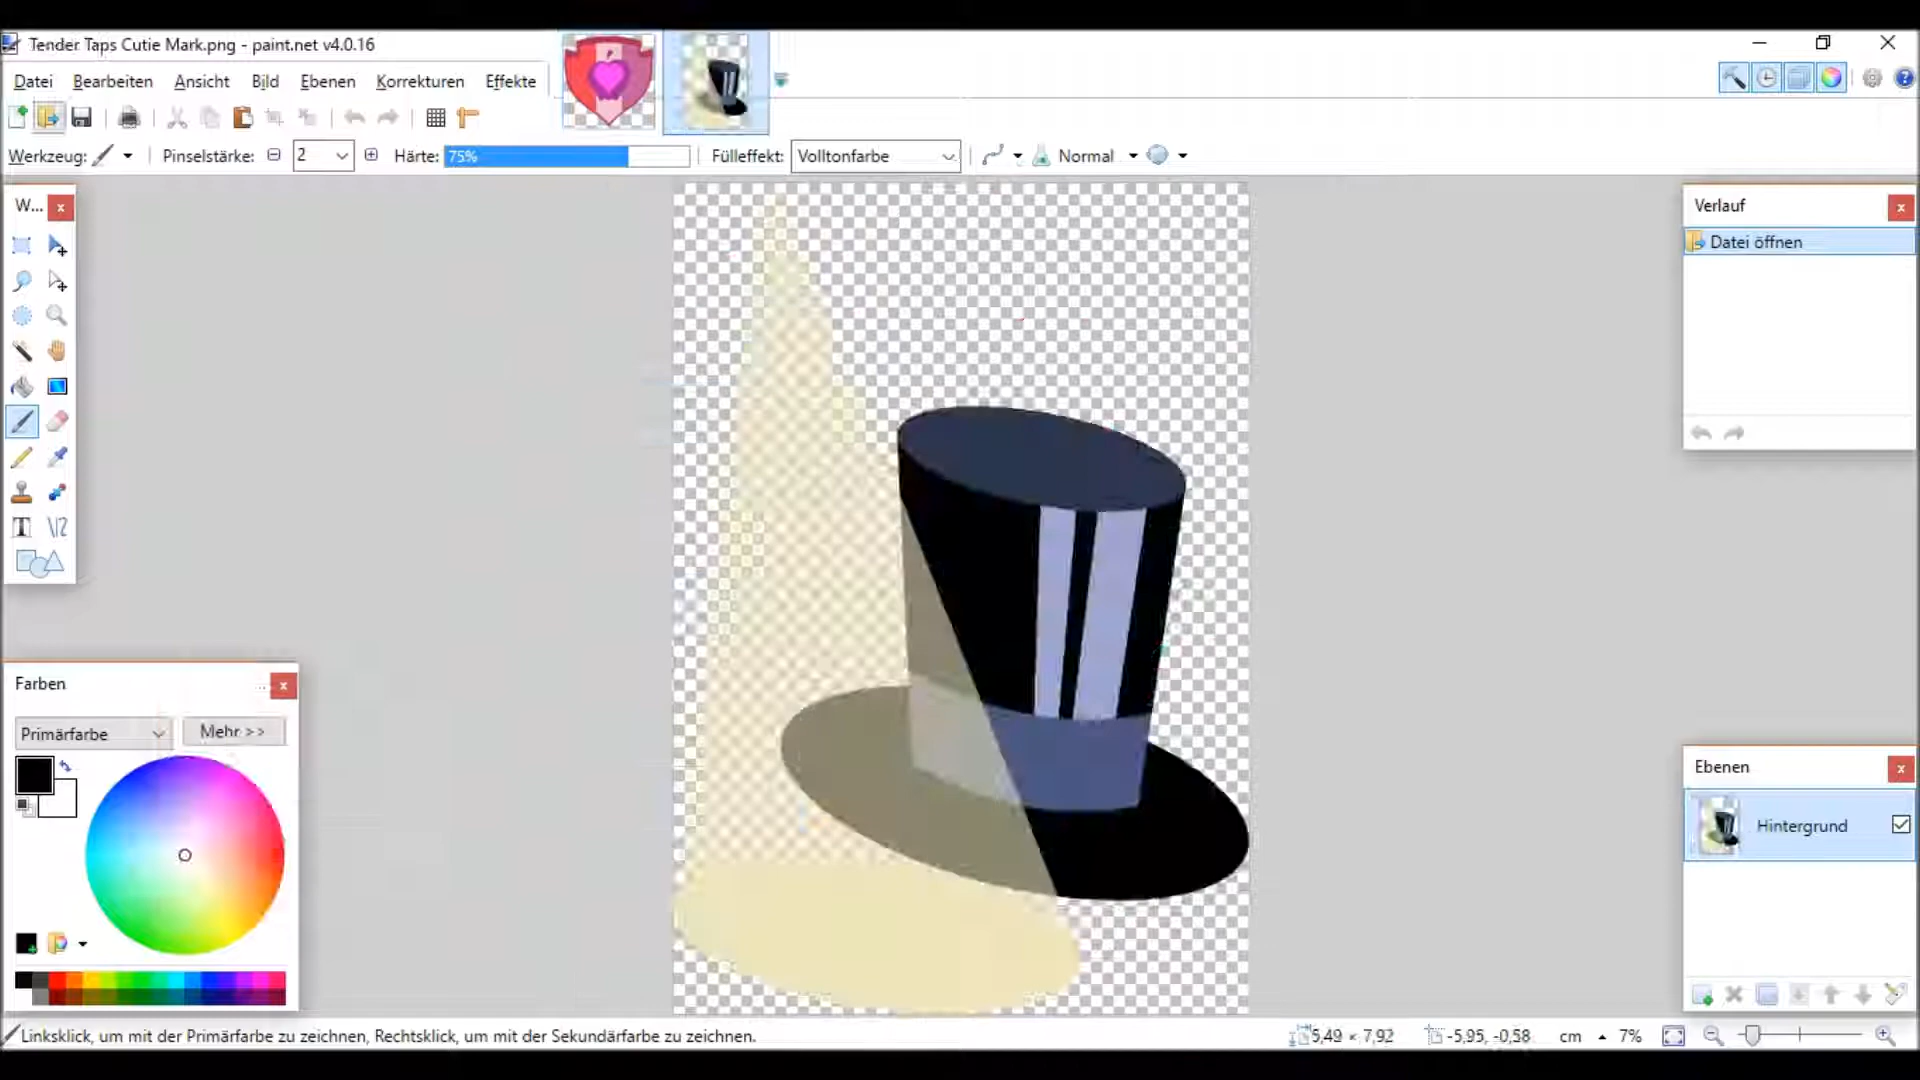 Tender Taps Cutie Mark.png - paint.net v4.0.16
Datei Bearbeiten Ansicht Bild Ebenen Korrekturen Effekte
Werkzeug: Pinselstärke: 2 Härte: 75% Fülleffekt: Volltonfarbe Normal
W...
Verlauf
Datei öffnen
Farben
...
Primärfarbe
Mehr >>
Ebenen
Hintergrund
Linksklick, um mit der Primärfarbe zu zeichnen, Rechtsklick, um mit der Sekundärfarbe zu zeichnen.
5,49 × 7,92 -5,95, -0,58 cm 7%